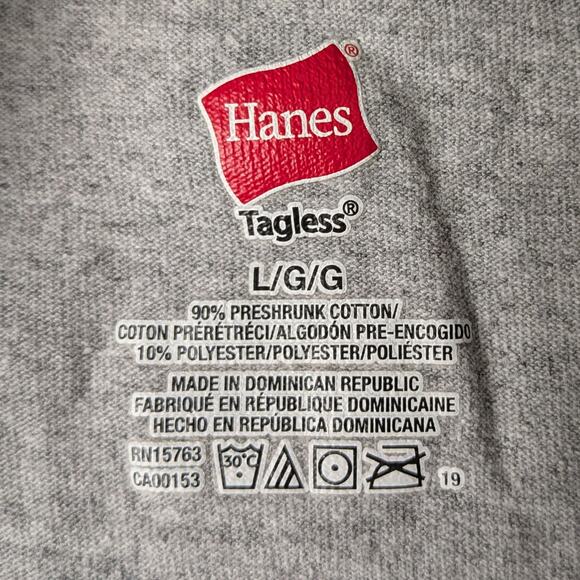 Hanes®
Tagless®
L/G/G
90% PRESHRUNK COTTON/
COTON PRÉRÉTRÉCI/ALGODÓN PRE-ENCOGIDO
10% POLYESTER/POLYESTER/POLIÉSTER
MADE IN DOMINICAN REPUBLIC
FABRIQUÉ EN RÉPUBLIQUE DOMINICAINE
HECHO EN REPÚBLICA DOMINICANA
RN15763
CA00153
30°C
19